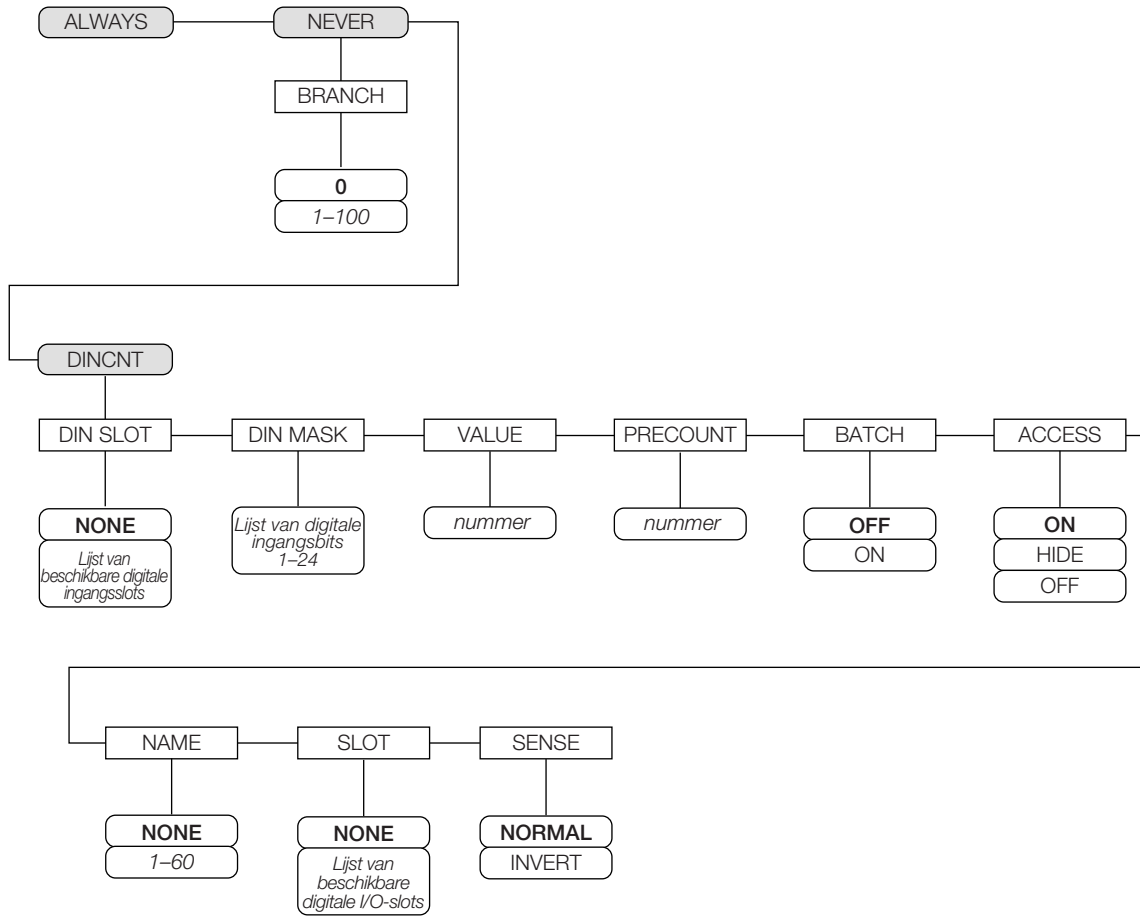 ALWAYS
NEVER
BRANCH
0
1–100
DINCNT
DIN SLOT
DIN MASK
VALUE
PRECOUNT
BATCH
ACCESS
NONE
Lijst van
beschikbare digitale
ingangsslots
Lijst van digitale
ingangsbits
1–24
nummer
nummer
OFF
ON
ON
HIDE
OFF
NAME
SLOT
SENSE
NONE
1–60
NONE
Lijst van
beschikbare
digitale I/O-slots
NORMAL
INVERT